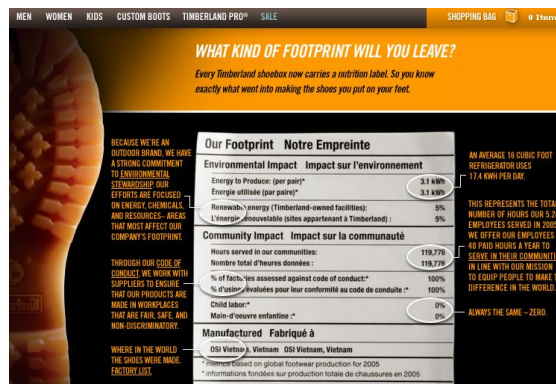 MEN WOMEN KIDS CUSTOM BOOTS TIMBERLAND PRO® SALE SHOPPING BAG 0 Item
WHAT KIND OF FOOTPRINT WILL YOU LEAVE?
Every Timberland shoebox now carries a nutrition label. So you know
exactly what went into making the shoes you put on your feet.
BECAUSE WE'RE AN
OUTDOOR BRAND, WE HAVE
A STRONG COMMITMENT
TO ENVIRONMENTAL
STEWARDSHIP. OUR
EFFORTS ARE FOCUSED
ON ENERGY, CHEMICALS,
AND RESOURCES– AREAS
THAT MOST AFFECT OUR
COMPANY'S FOOTPRINT.
THROUGH OUR CODE OF
CONDUCT, WE WORK WITH
SUPPLIERS TO ENSURE
THAT OUR PRODUCTS ARE
MADE IN WORKPLACES
THAT ARE FAIR, SAFE, AND
NON-DISCRIMINATORY.
WHERE IN THE WORLD
THE SHOES WERE MADE.
FACTORY LIST.
Our Footprint Notre Empreinte
Environmental Impact Impact sur l'environnement
Energy to Produce: (per pair)* 3.1 kWh
Énergie utilisée (par paire)* 3.1 kWh
Renewable energy (Timberland-owned facilities): 5%
L'énergie renouvelable (sites appartenant à Timberland) : 5%
Community Impact Impact sur la communauté
Hours served in our communities: 119,776
Nombre total d'heures données : 119,776
% of factories assessed against code of conduct:* 100%
% d'usines évaluées pour leur conformité au code de conduite :* 100%
Child labor:* 0%
Main-d'oeuvre enfantine :* 0%
Manufactured Fabriqué à
OSI Vietnam, Vietnam OSI Vietnam, Vietnam
*metrics based on global footwear production for 2005
*informations fondées sur production totale de chaussures en 2005
AN AVERAGE 16 CUBIC FOOT
REFRIGERATOR USES
17.4 KWH PER DAY.
THIS REPRESENTS THE TOTA
NUMBER OF HOURS OUR 5,2
EMPLOYEES SERVED IN 2005
WE OFFER OUR EMPLOYEES
40 PAID HOURS A YEAR TO
SERVE IN THEIR COMMUNITI
IN LINE WITH OUR MISSION
TO EQUIP PEOPLE TO MAKE
DIFFERENCE IN THE WORLD.
ALWAYS THE SAME – ZERO.